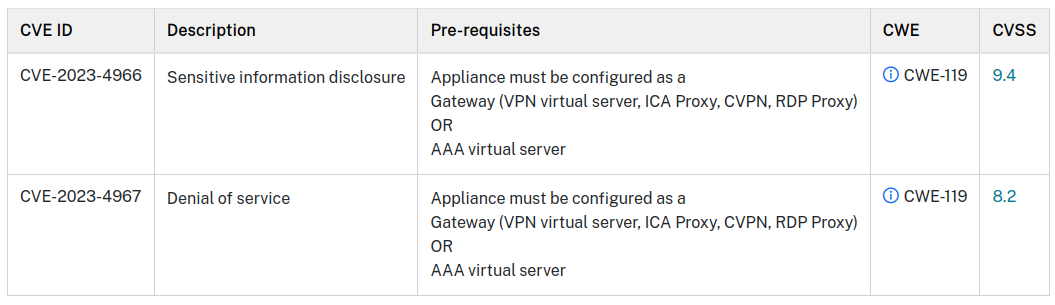 CVE ID Description Pre-requisites CWE CVSS
CVE-2023-4966 Sensitive information disclosure Appliance must be configured as a CWE-119 9.4
Gateway (VPN virtual server, ICA Proxy, CVPN, RDP Proxy)
OR
AAA virtual server
CVE-2023-4967 Denial of service Appliance must be configured as a CWE-119 8.2
Gateway (VPN virtual server, ICA Proxy, CVPN, RDP Proxy)
OR
AAA virtual server